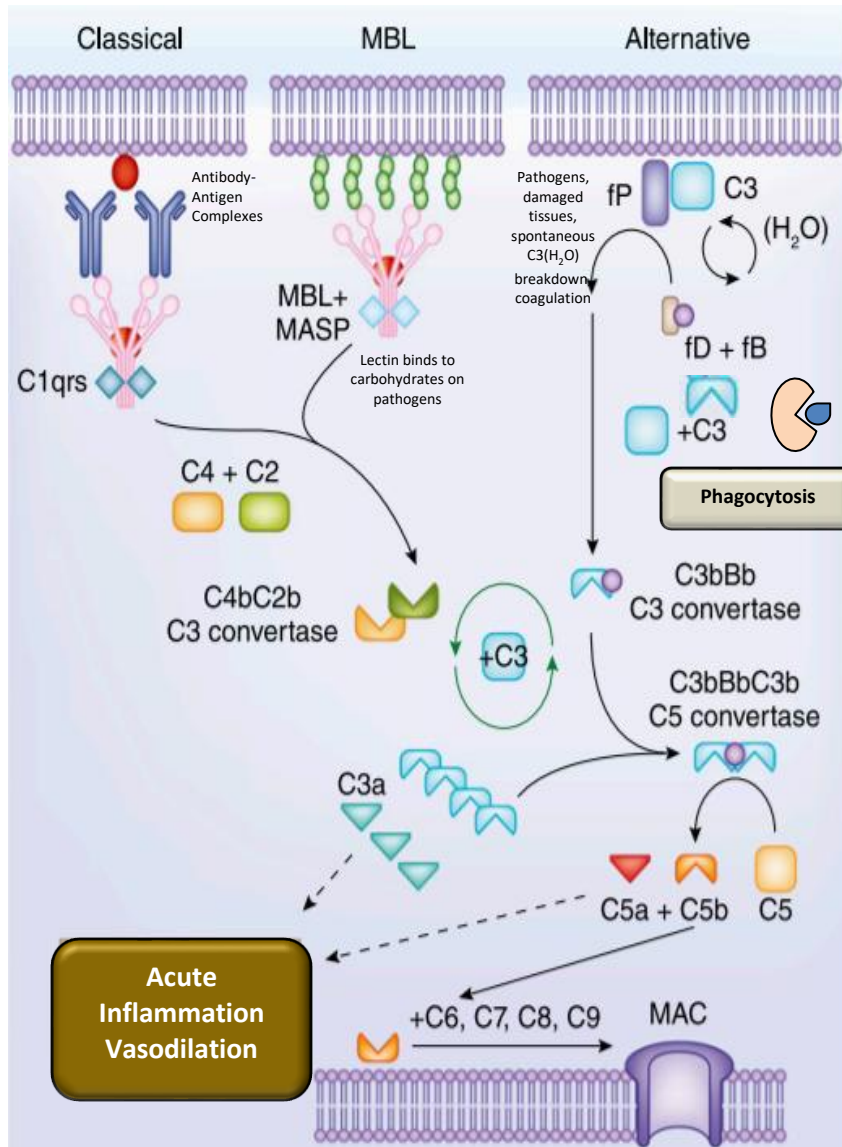 Classical
MBL
Alternative
Antibody-
Antigen
Complexes
Pathogens,
damaged
tissues,
spontaneous
C3(H₂O)
breakdown
coagulation
fP
C3
(H₂O)
MBL+
MASP
fD + fB
C1qrs
Lectin binds to
carbohydrates on
pathogens
+C3
C4 + C2
Phagocytosis
C4bC2b
C3 convertase
C3bBb
C3 convertase
+C3
C3bBbC3b
C5 convertase
C3a
C5a + C5b
C5
Acute
Inflammation
Vasodilation
+C6, C7, C8, C9
MAC